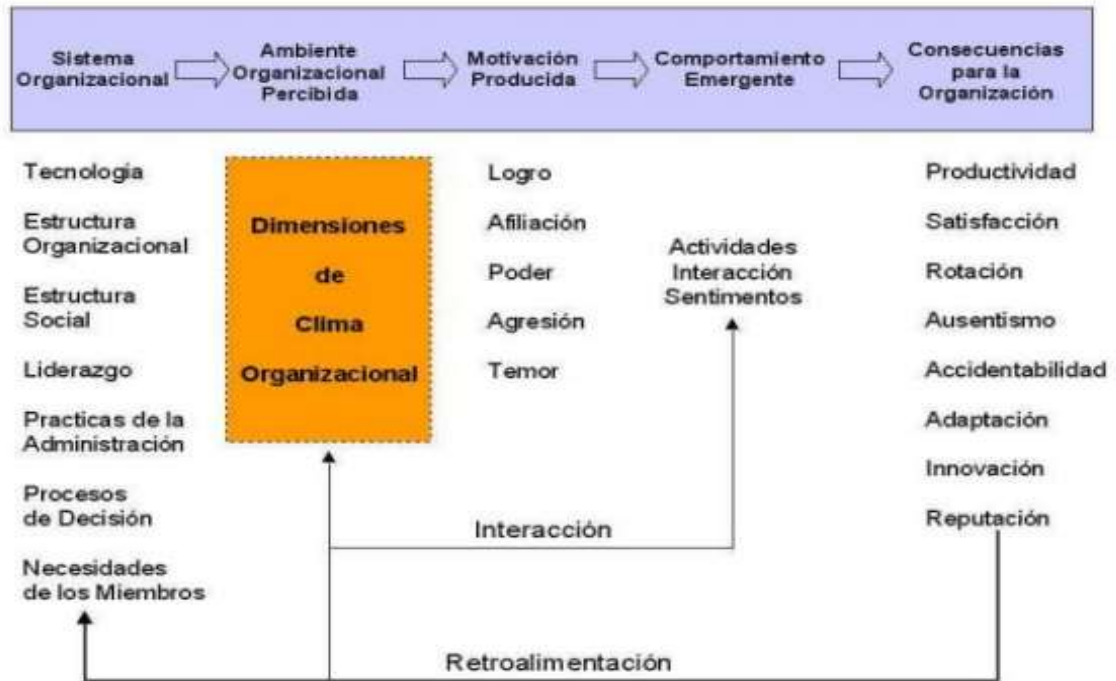 Sistema
Organizacional
Ambiente
Organizacional
Percibida
Motivación
Producida
Comportamiento
Emergente
Consecuencias
para la
Organización
Tecnología
Estructura
Organizacional
Estructura
Social
Liderazgo
Practicas de la
Administración
Procesos
de Decisión
Necesidades
de los Miembros
Dimensiones
de
Clima
Organizacional
Logro
Afiliación
Poder
Agresión
Temor
Actividades
Interacción
Sentimentos
Productividad
Satisfacción
Rotación
Ausentismo
Accidentabilidad
Adaptación
Innovación
Reputación
Interacción
Retroalimentación